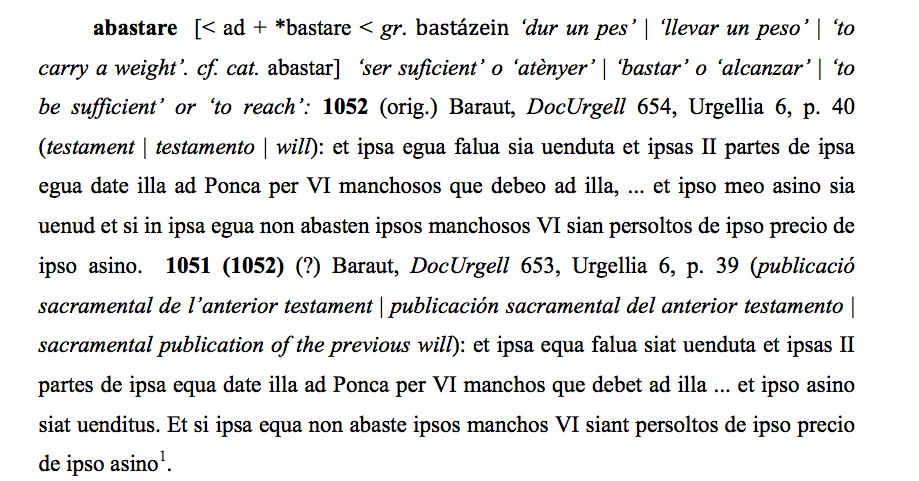 abastare [< ad + *bastare < gr. bastázein ‘dur un pes’ | ‘llevar un peso’ | ‘to
carry a weight’. cf. cat. abastar] ‘ser suficient’ o ‘atènyer’ | ‘bastar’ o ‘alcanzar’ | ‘to
be sufficient’ or ‘to reach’: 1052 (orig.) Baraut, DocUrgell 654, Urgellia 6, p. 40
(testament | testamento | will): et ipsa egua falua sia uenduta et ipsas II partes de ipsa
egua date illa ad Ponca per VI manchosos que debeo ad illa, ... et ipso meo asino sia
uenud et si in ipsa egua non abasten ipsos manchosos VI sian persoltos de ipso precio de
ipso asino. 1051 (1052) (?) Baraut, DocUrgell 653, Urgellia 6, p. 39 (publicació
sacramental de l’anterior testament | publicación sacramental del anterior testamento |
sacramental publication of the previous will): et ipsa equa falua siat uenduta et ipsas II
partes de ipsa equa date illa ad Ponca per VI manchos que debet ad illa ... et ipso asino
siat uenditus. Et si ipsa equa non abaste ipsos manchos VI siant persoltos de ipso precio
de ipso asino¹.